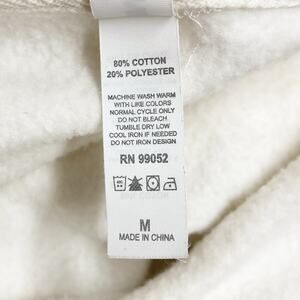 80% COTTON
20% POLYESTER
MACHINE WASH WARM
WITH LIKE COLORS
NORMAL CYCLE ONLY
DO NOT BLEACH
TUMBLE DRY LOW
COOL IRON IF NEEDED
DO NOT IRON DESIGN
RN 99052
M
MADE IN CHINA